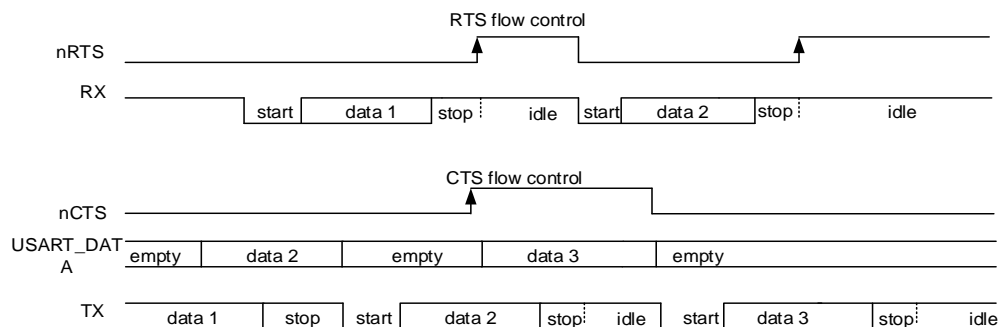 RTS flow control
nRTS
RX
start data 1 stop idle start data 2 stop idle
CTS flow control
nCTS
USART_DAT
A
empty data 2 empty data 3 empty
TX
data 1 stop start data 2 stop idle start data 3 stop idle